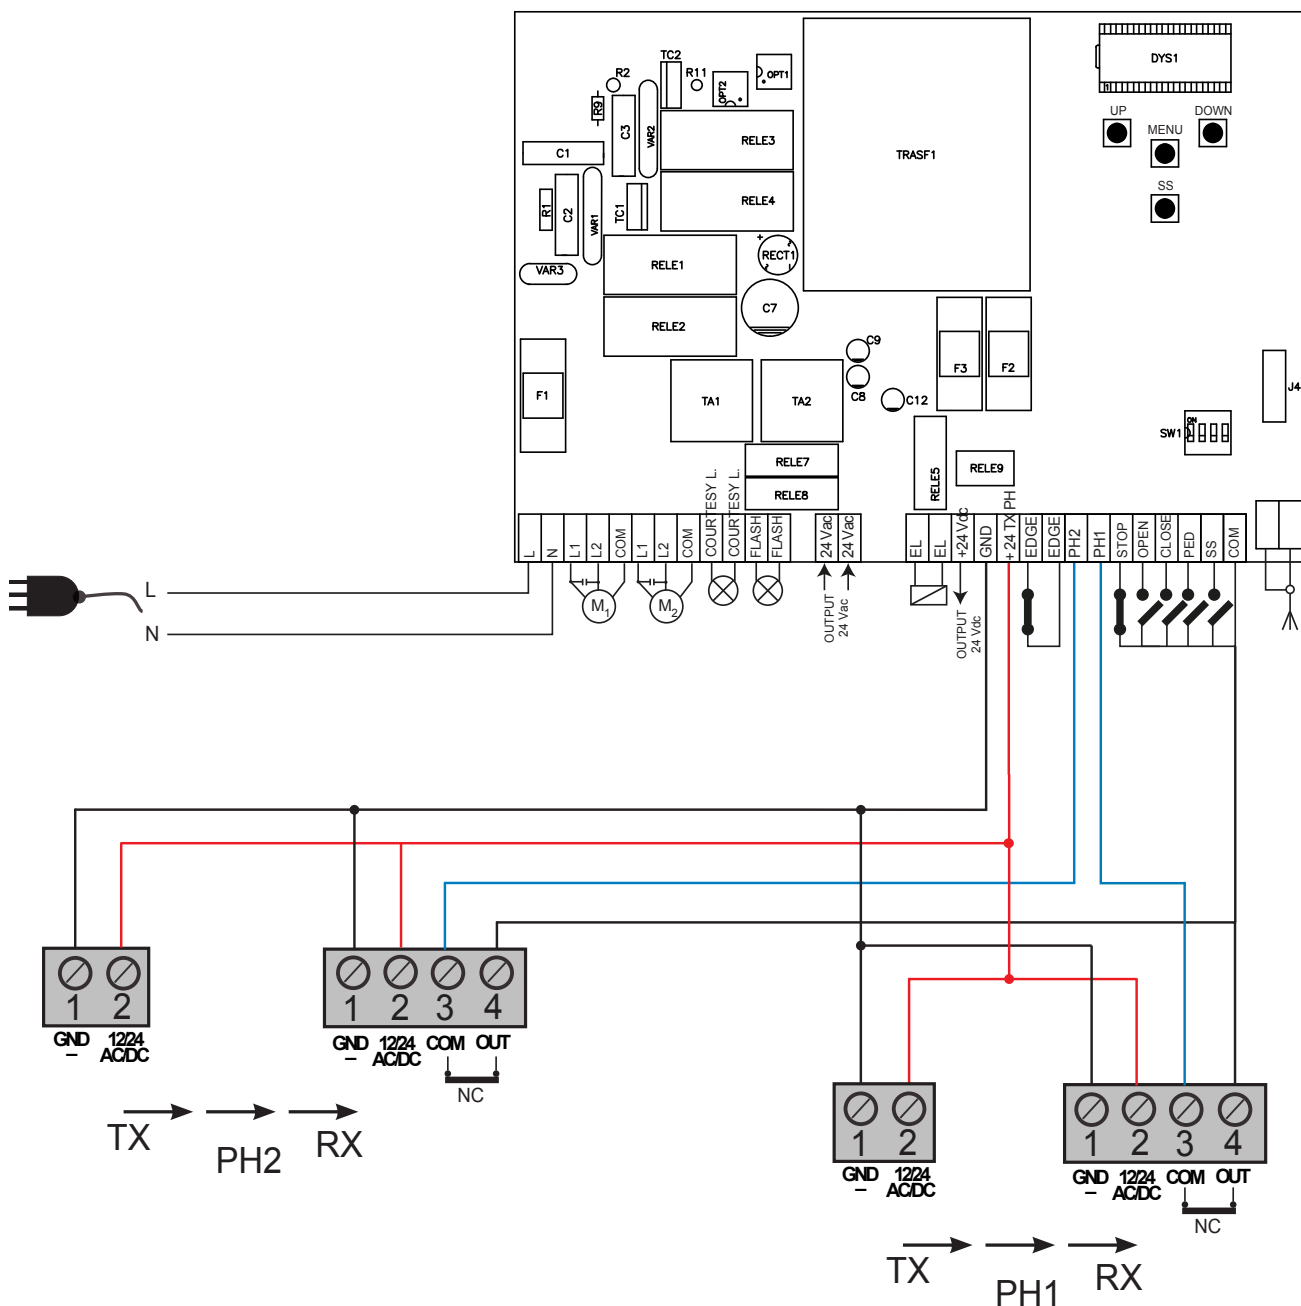 DYS1
1
TC2
R2
R11
OPT2
OPT1
R9
C3
VAR2
RELE3
TRASF1
UP
DOWN
MENU
C1
SS
R1
C2
VAR1
TC1
RELE4
RECT1
+
VAR3
RELE1
C7
RELE2
C9
C8
C12
F3
F2
F1
TA1
TA2
J4
SW1
ON
RELE7
RELE8
RELE5
RELE9
L
N
L1
L2
COM
L1
L2
COM
COURTESY L.
COURTESY L.
FLASH
FLASH
24 Vac
24 Vac
EL
EL
+24 Vdc
GND
+ 24 TX PH
EDGE
EDGE
PH2
PH1
STOP
OPEN
CLOSE
PED
SS
COM
L
N
M1
M2
OUTPUT
24 Vac
OUTPUT
24 Vdc
1 2
GND
–
12/24
AC/DC
1 2 3 4
GND
–
12/24
AC/DC
COM
OUT
NC
TX
PH2
RX
1 2
GND
–
12/24
AC/DC
1 2 3 4
GND
–
12/24
AC/DC
COM
OUT
NC
TX
PH1
RX